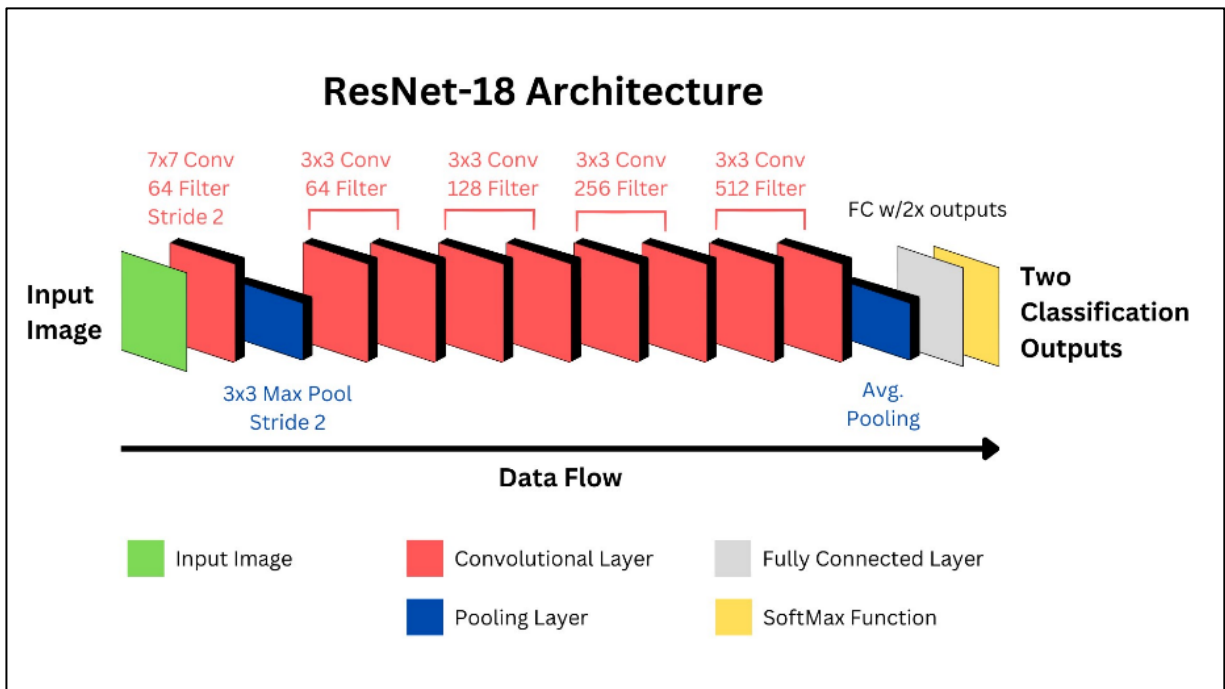 ResNet-18 Architecture
7x7 Conv
64 Filter
Stride 2
3x3 Conv
64 Filter
3x3 Conv
128 Filter
3x3 Conv
256 Filter
3x3 Conv
512 Filter
FC w/2x outputs
Input
Image
Two
Classification
Outputs
3x3 Max Pool
Stride 2
Avg.
Pooling
Data Flow
Input Image
Convolutional Layer
Fully Connected Layer
Pooling Layer
SoftMax Function